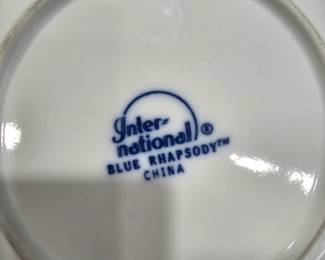 Inter-
national®
BLUE RHAPSODY™
CHINA